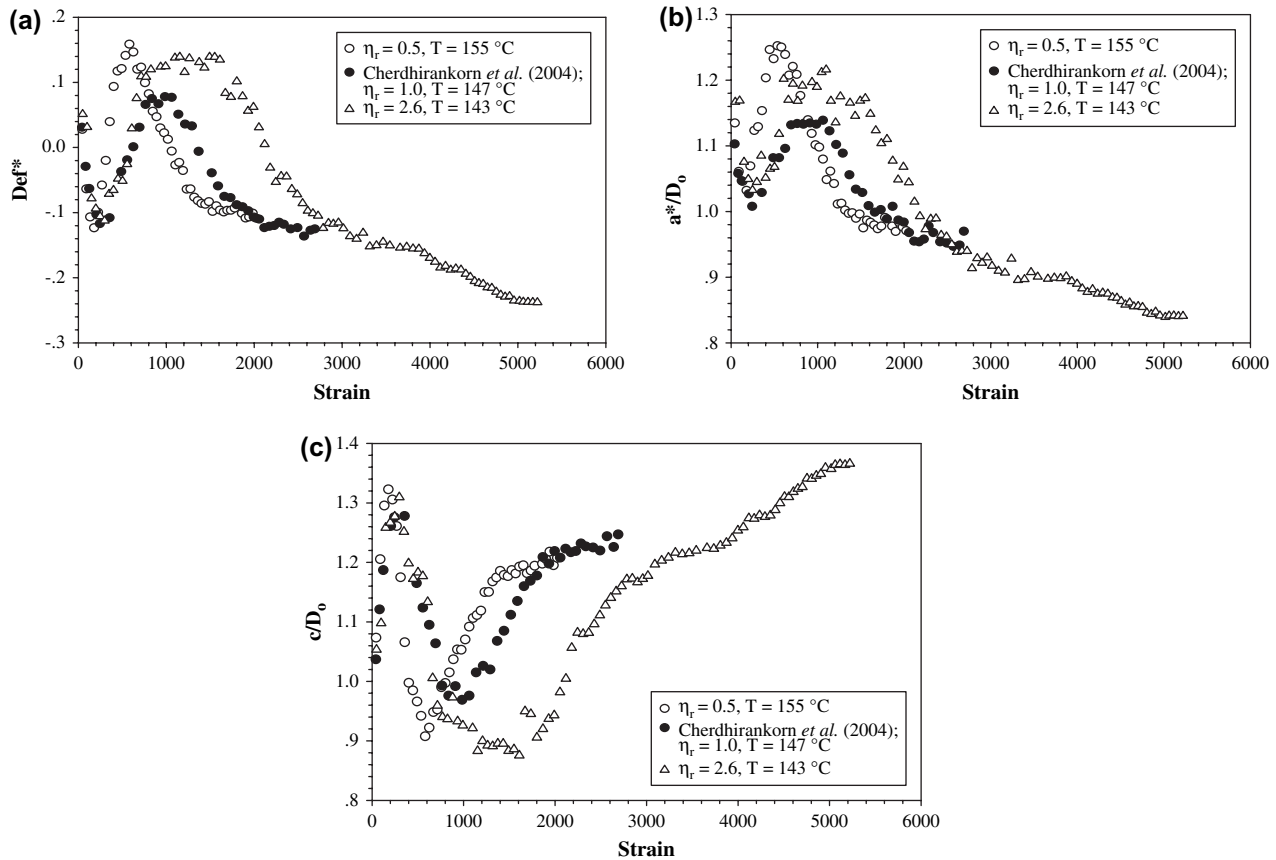 (a)
.2
.1
0.0
-.1
-.2
-.3
Def*
0 1000 2000 3000 4000 5000 6000
Strain
ηr = 0.5, T = 155 °C
Cherdhirankorn et al. (2004);
ηr = 1.0, T = 147 °C
ηr = 2.6, T = 143 °C
(b)
1.3
1.2
1.1
1.0
.9
.8
a*/Do
0 1000 2000 3000 4000 5000 6000
Strain
ηr = 0.5, T = 155 °C
Cherdhirankorn et al. (2004);
ηr = 1.0, T = 147 °C
ηr = 2.6, T = 143 °C
(c)
1.4
1.3
1.2
1.1
1.0
.9
.8
c/Do
0 1000 2000 3000 4000 5000 6000
Strain
ηr = 0.5, T = 155 °C
Cherdhirankorn et al. (2004);
ηr = 1.0, T = 147 °C
ηr = 2.6, T = 143 °C